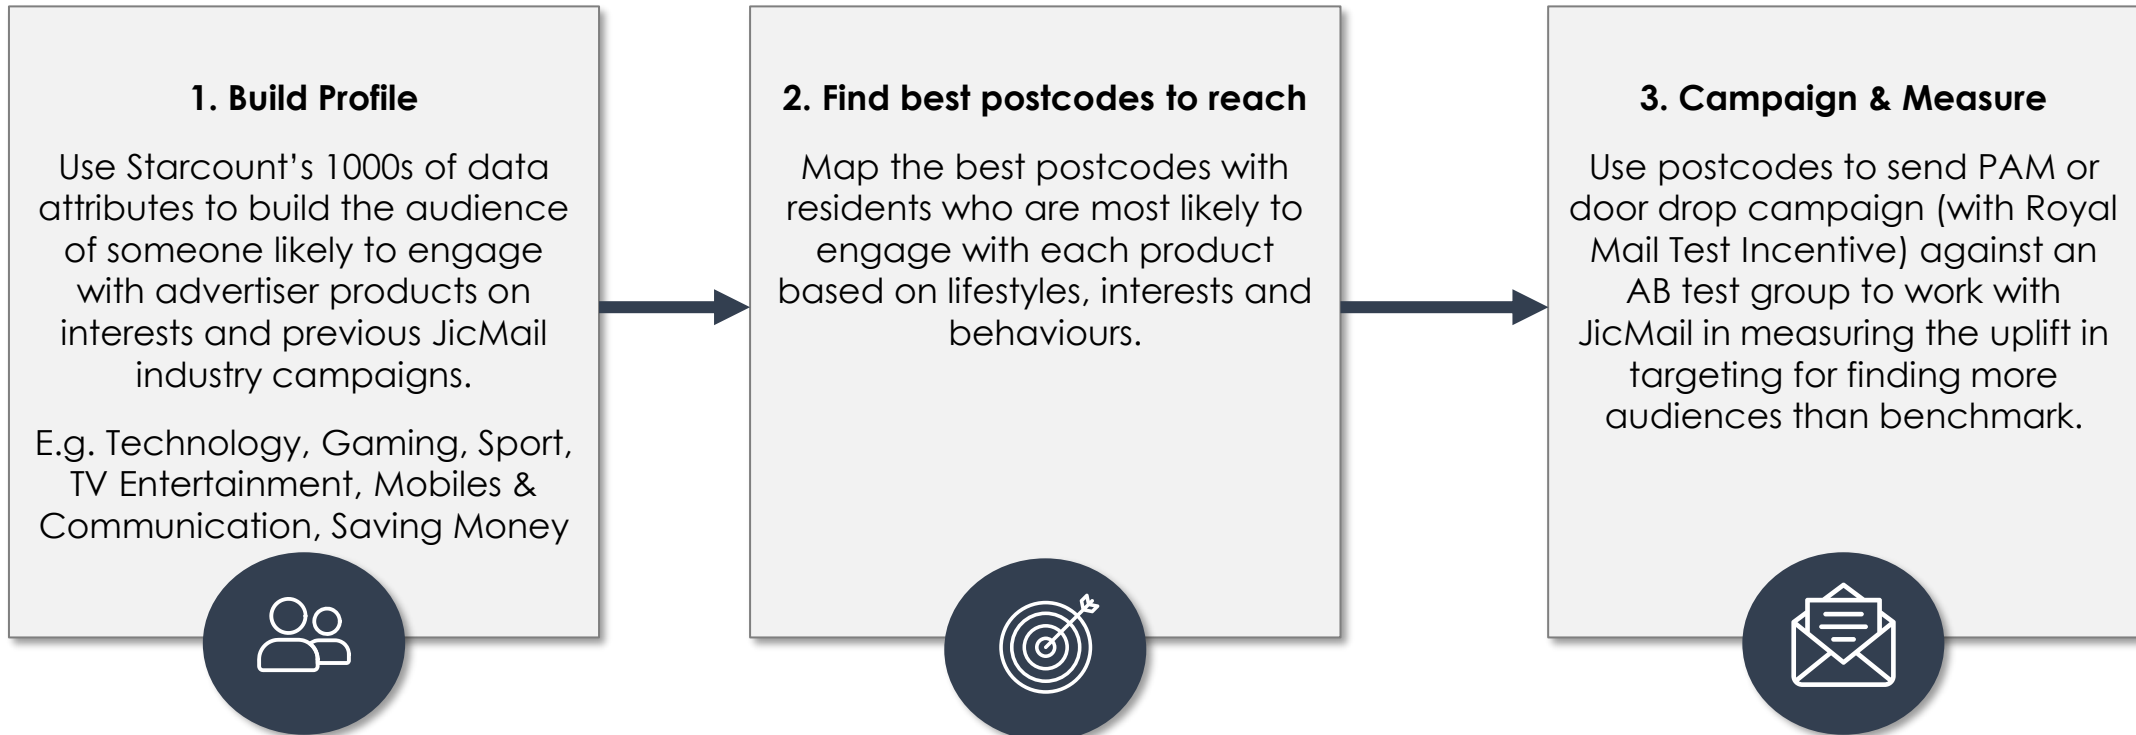 1. Build Profile
Use Starcount’s 1000s of data
attributes to build the audience
of someone likely to engage
with advertiser products on
interests and previous JicMail
industry campaigns.
E.g. Technology, Gaming, Sport,
TV Entertainment, Mobiles &
Communication, Saving Money
2. Find best postcodes to reach
Map the best postcodes with
residents who are most likely to
engage with each product
based on lifestyles, interests and
behaviours.
3. Campaign & Measure
Use postcodes to send PAM or
door drop campaign (with Royal
Mail Test Incentive) against an
AB test group to work with
JicMail in measuring the uplift in
targeting for finding more
audiences than benchmark.